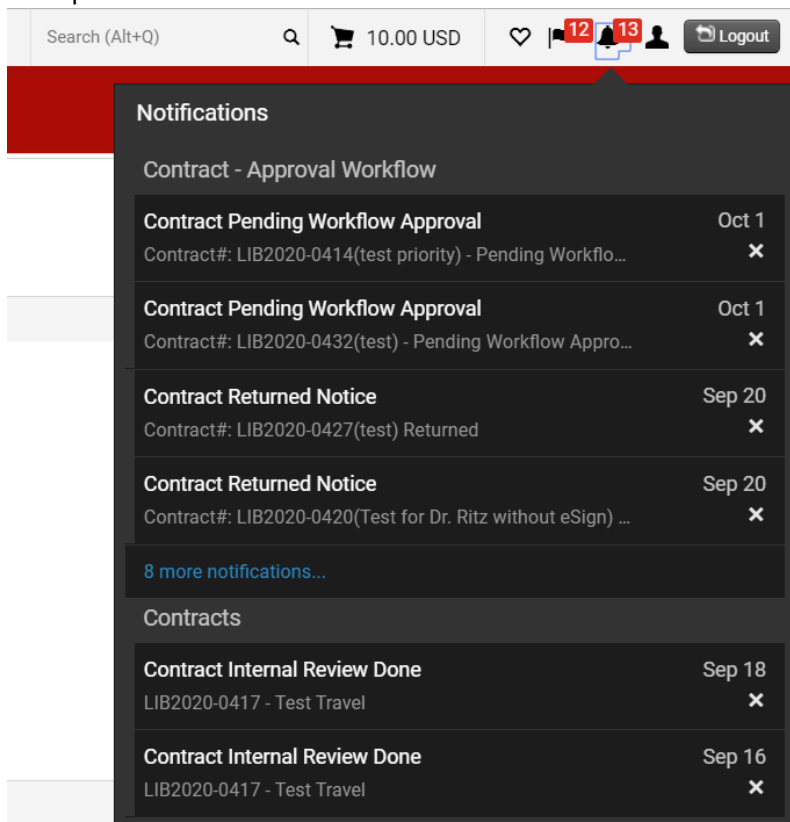 Search (Alt+Q)
10.00 USD
12
13
Logout
Notifications
Contract - Approval Workflow
Contract Pending Workflow Approval
Oct 1
Contract#: LIB2020-0414(test priority) - Pending Workflo...
Contract Pending Workflow Approval
Oct 1
Contract#: LIB2020-0432(test) - Pending Workflow Appro...
Contract Returned Notice
Sep 20
Contract#: LIB2020-0427(test) Returned
Contract Returned Notice
Sep 20
Contract#: LIB2020-0420(Test for Dr. Ritz without eSign) ...
8 more notifications...
Contracts
Contract Internal Review Done
Sep 18
LIB2020-0417 - Test Travel
Contract Internal Review Done
Sep 16
LIB2020-0417 - Test Travel